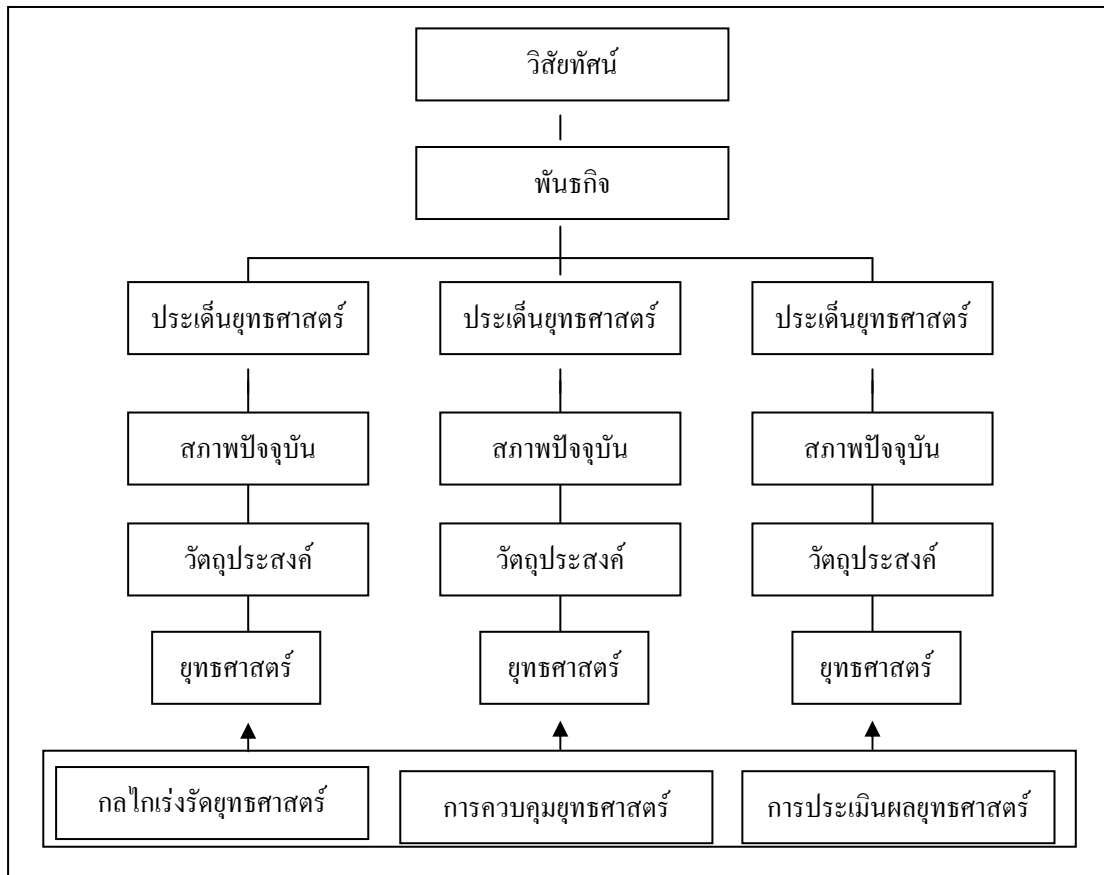 วิสัยทัศน์
พันธกิจ
ประเด็นยุทธศาสตร์
ประเด็นยุทธศาสตร์
ประเด็นยุทธศาสตร์
สภาพปัจจุบัน
สภาพปัจจุบัน
สภาพปัจจุบัน
วัตถุประสงค์
วัตถุประสงค์
วัตถุประสงค์
ยุทธศาสตร์
ยุทธศาสตร์
ยุทธศาสตร์
กลไกเร่งรัดยุทธศาสตร์
การควบคุมยุทธศาสตร์
การประเมินผลยุทธศาสตร์